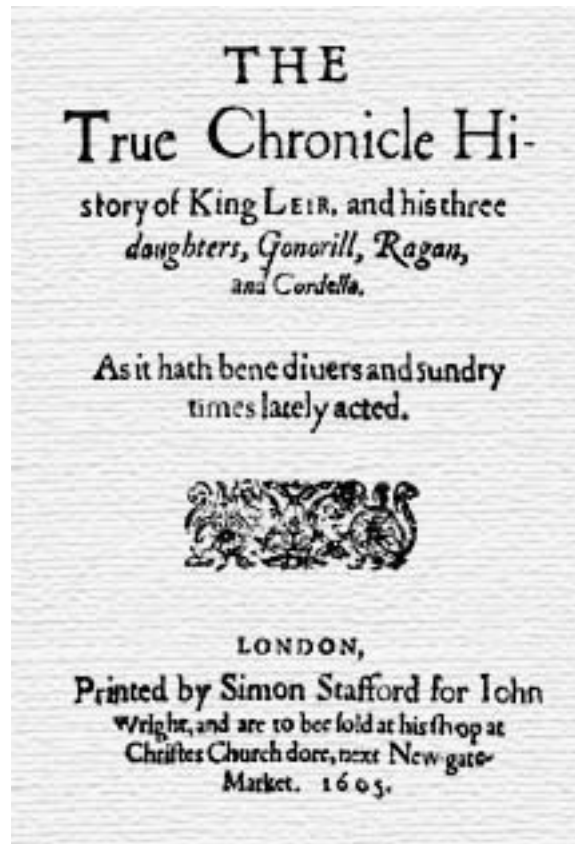 THE
True Chronicle Hi-
story of King LEIR, and his three
daughters, Gonorill, Ragan,
and Cordella.
As it hath bene diuers and sundry
times lately acted.
LONDON,
Printed by Simon Stafford for Iohn
Wright, and are to bee ſold at his ſhop at
Chriſtes Church dore, next New-gate-
Market. 1605.